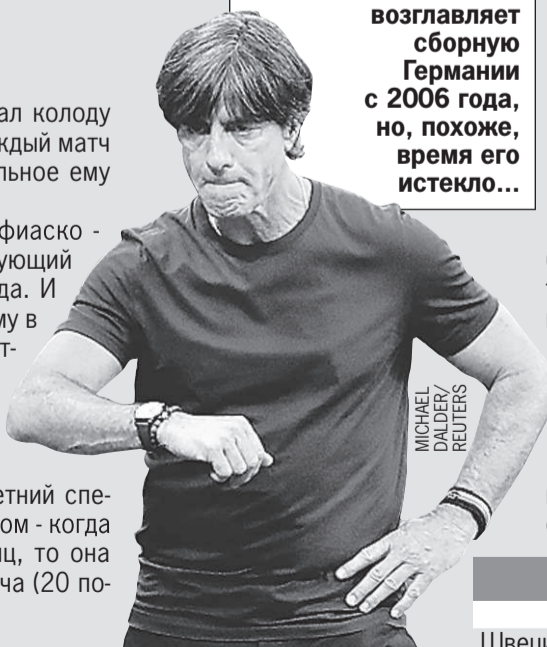 возглавляет
сборную
Германии
с 2006 года,
но, похоже,
время его
истекло...
ал колоду
ждый матч
льное ему
фиаско -
ующий
да. И
му в
т-
етний спе-
ом - когда
ц, то она
ча (20 по-
MICHAEL
DALDER/
REUTERS
Швец